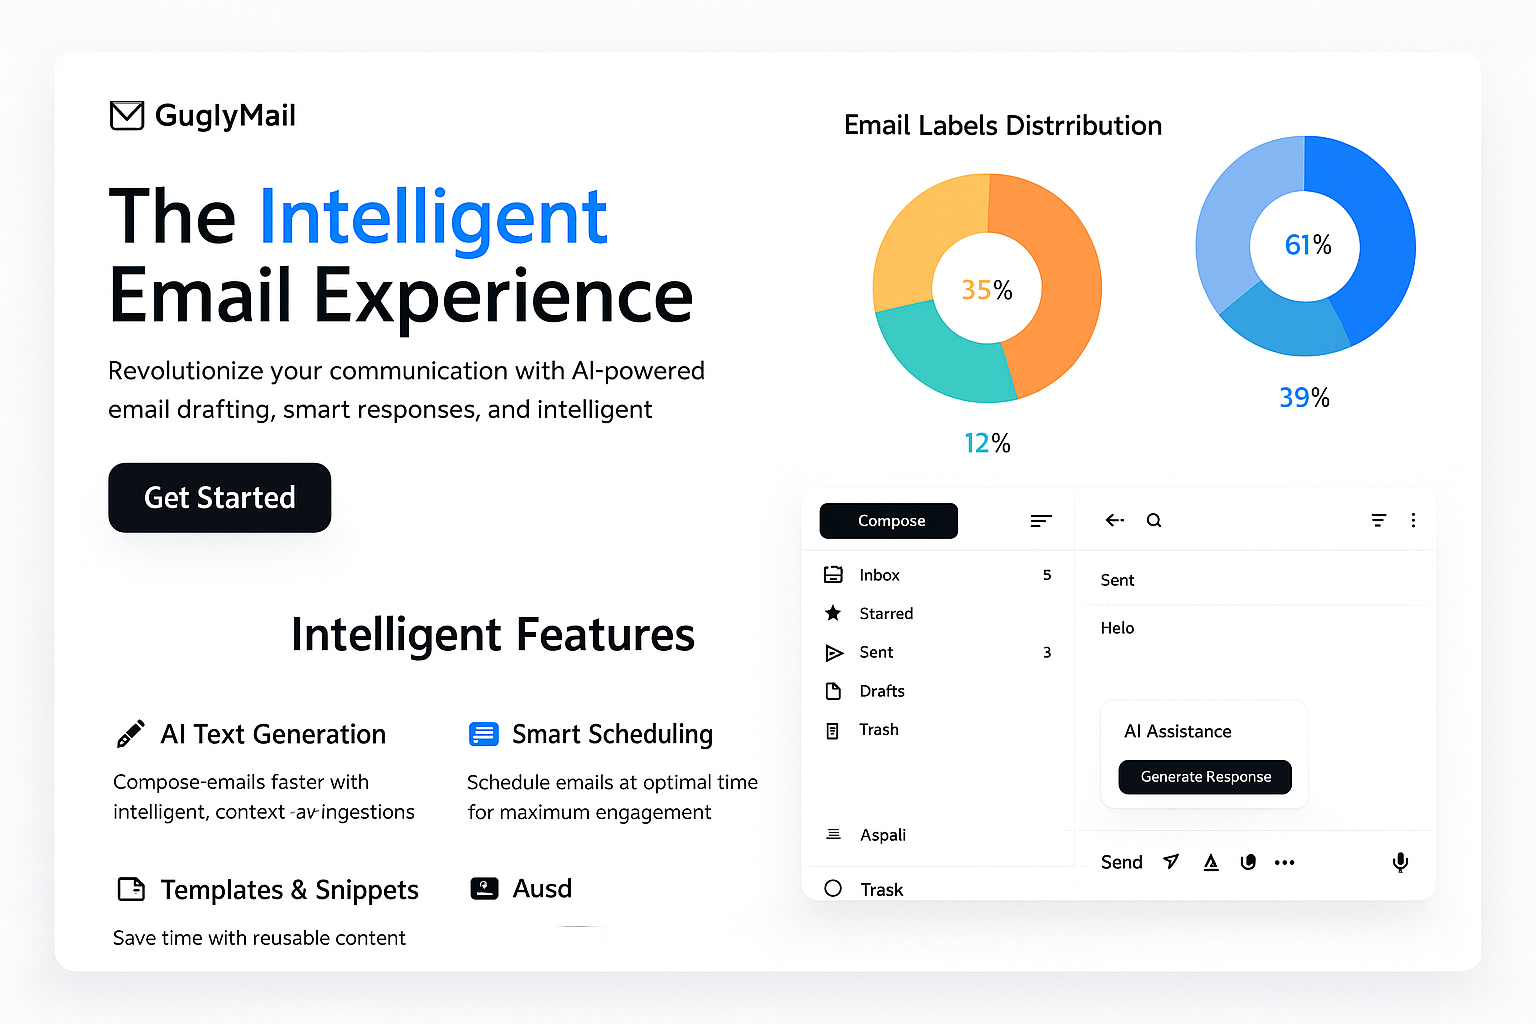 GuglyMail
The Intelligent
Email Experience
Revolutionize your communication with AI-powered
email drafting, smart responses, and intelligent
Get Started
Intelligent Features
AI Text Generation
Compose-emails faster with
intelligent, context -av-ingestions
Smart Scheduling
Schedule emails at optimal time
for maximum engagement
Templates & Snippets
Save time with reusable content
Ausd
Email Labels Distrribution
35%
12%
61%
39%
Compose
Inbox 5
Starred
Sent 3
Drafts
Trash
Aspali
Trask
Sent
Helo
AI Assistance
Generate Response
Send